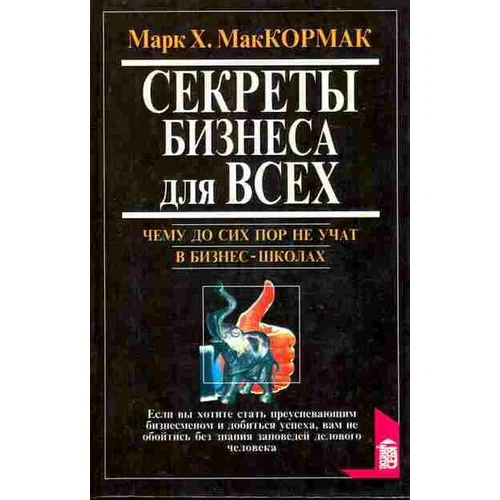 Марк Х. МакКОРМАК
СЕКРЕТЫ
БИЗНЕСА
для ВСЕХ
ЧЕМУ ДО СИХ ПОР НЕ УЧАТ
В БИЗНЕС-ШКОЛАХ
Если вы хотите стать преуспевающим
бизнесменом и добиться успеха, вам не
обойтись без знания заповедей делового
человека